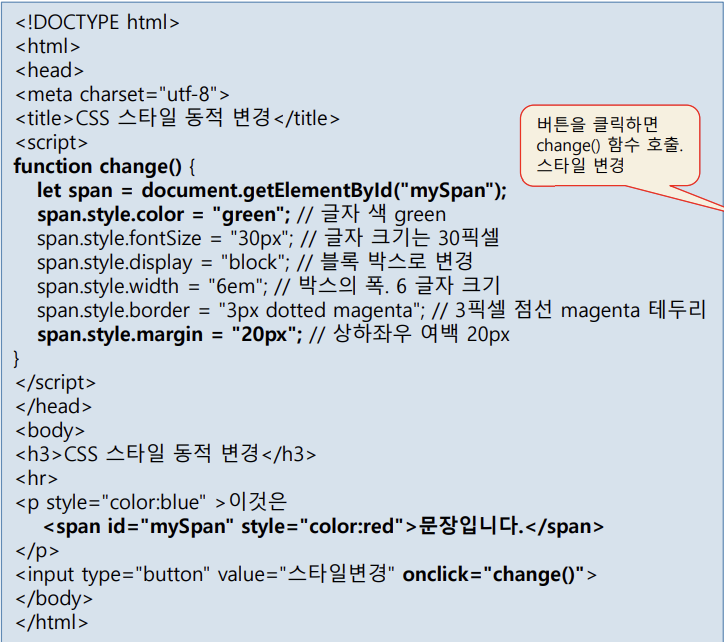 <!DOCTYPE html>
<html>
<head>
<meta charset="utf-8">
<title>CSS 스타일 동적 변경</title>
<script>
function change() {
let span = document.getElementById("mySpan");
span.style.color = "green"; // 글자 색 green
span.style.fontSize = "30px"; // 글자 크기는 30픽셀
span.style.display = "block"; // 블록 박스로 변경
span.style.width = "6em"; // 박스의 폭. 6 글자 크기
span.style.border = "3px dotted magenta"; // 3픽셀 점선 magenta 테두리
span.style.margin = "20px"; // 상하좌우 여백 20px
}
</script>
</head>
<body>
<h3>CSS 스타일 동적 변경</h3>
<hr>
<p style="color:blue" >이것은
<span id="mySpan" style="color:red">문장입니다.</span>
</p>
<input type="button" value="스타일변경" onclick="change()">
</body>
</html>
버튼을 클릭하면
change() 함수 호출.
스타일 변경